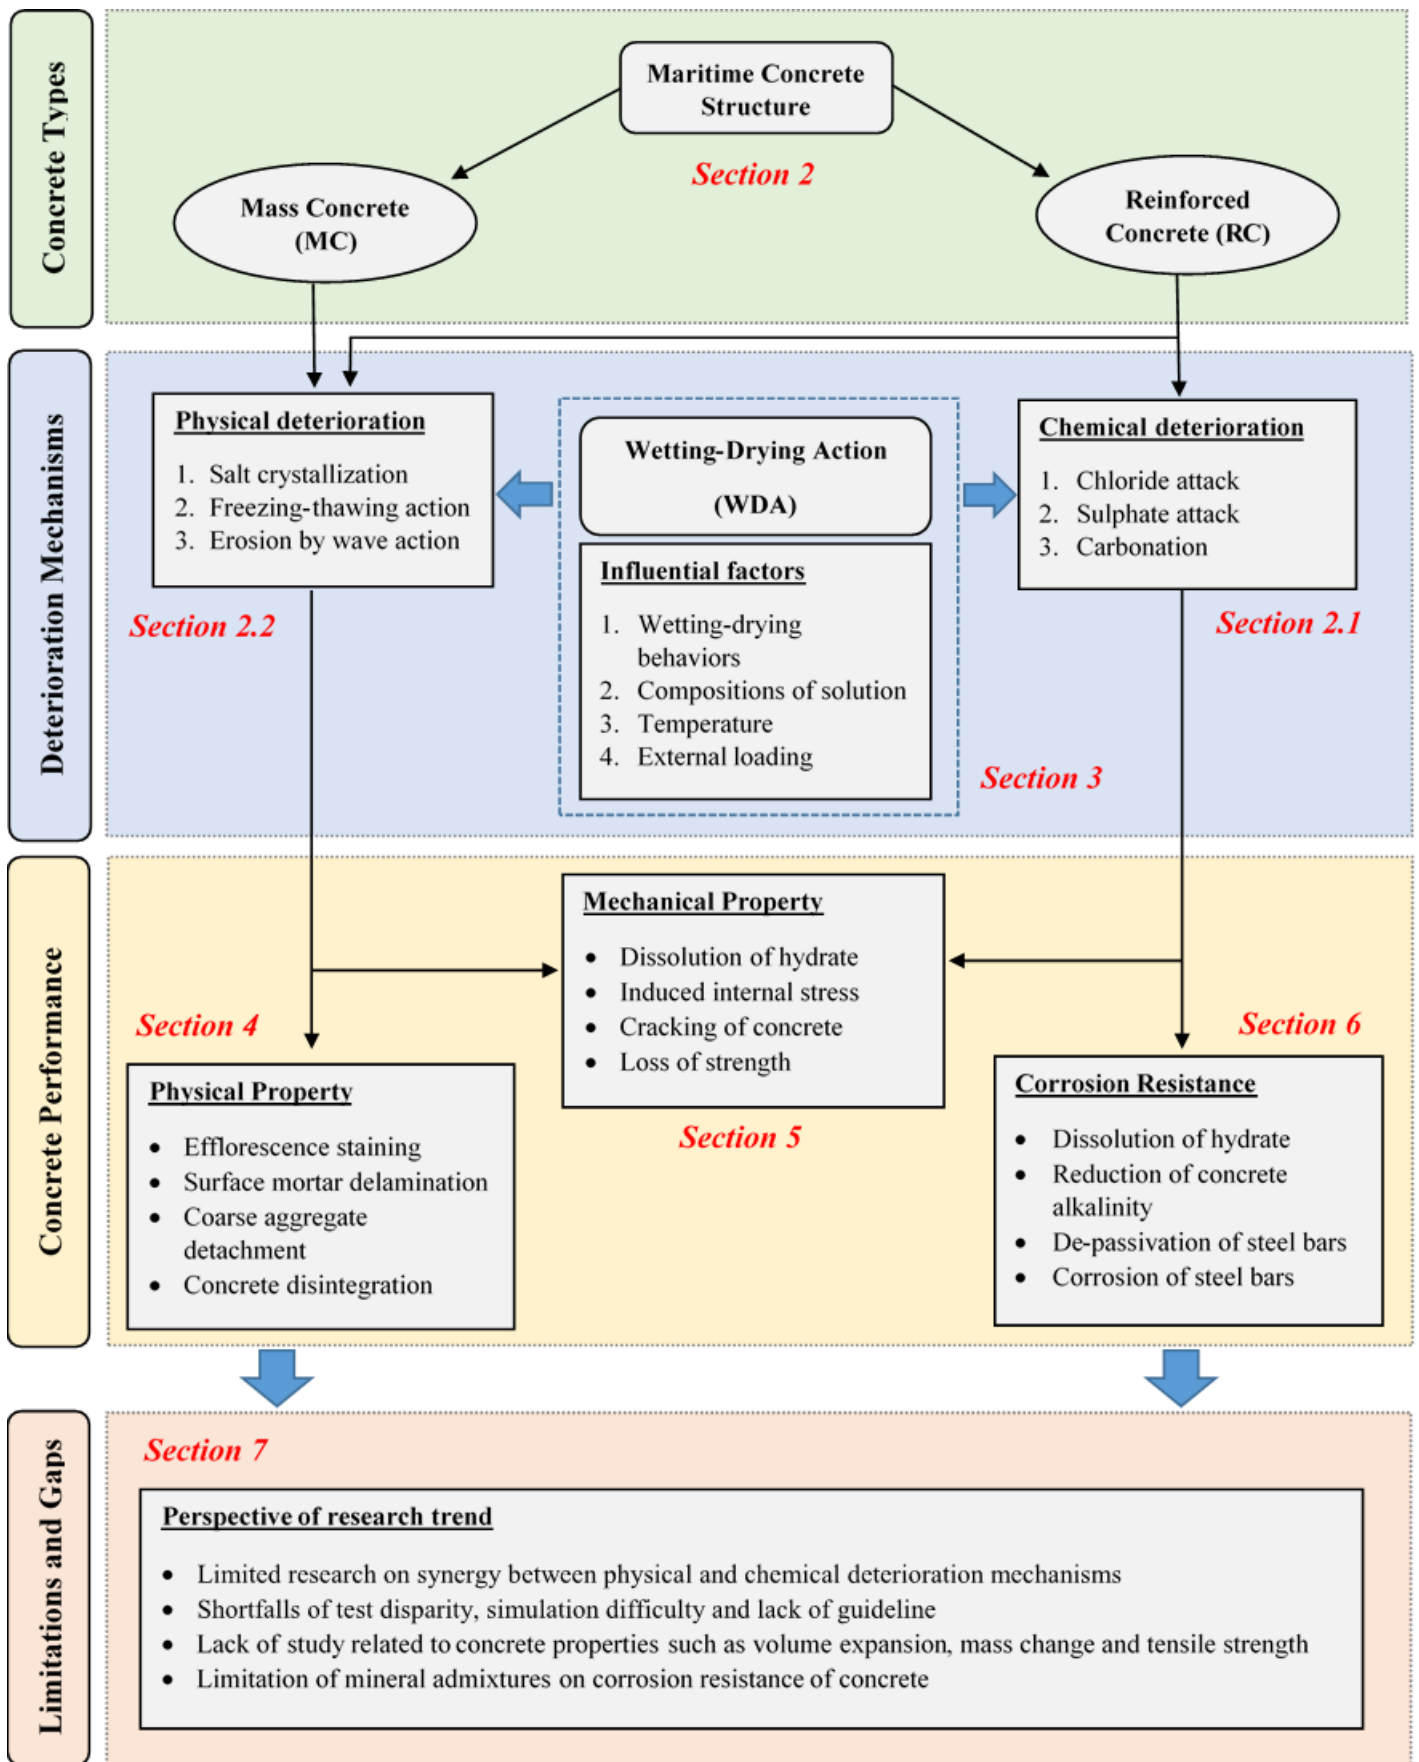 Concrete Types
Maritime Concrete
Structure
Section 2
Mass Concrete
(MC)
Reinforced
Concrete (RC)
Deterioration Mechanisms
Physical deterioration
1. Salt crystallization
2. Freezing-thawing action
3. Erosion by wave action
Section 2.2
Wetting-Drying Action
(WDA)
Influential factors
1. Wetting-drying
behaviors
2. Compositions of solution
3. Temperature
4. External loading
Section 3
Chemical deterioration
1. Chloride attack
2. Sulphate attack
3. Carbonation
Section 2.1
Concrete Performance
Mechanical Property
• Dissolution of hydrate
• Induced internal stress
• Cracking of concrete
• Loss of strength
Section 5
Section 4
Physical Property
• Efflorescence staining
• Surface mortar delamination
• Coarse aggregate
detachment
• Concrete disintegration
Section 6
Corrosion Resistance
• Dissolution of hydrate
• Reduction of concrete
alkalinity
• De-passivation of steel bars
• Corrosion of steel bars
Limitations and Gaps
Section 7
Perspective of research trend
• Limited research on synergy between physical and chemical deterioration mechanisms
• Shortfalls of test disparity, simulation difficulty and lack of guideline
• Lack of study related to concrete properties such as volume expansion, mass change and tensile strength
• Limitation of mineral admixtures on corrosion resistance of concrete